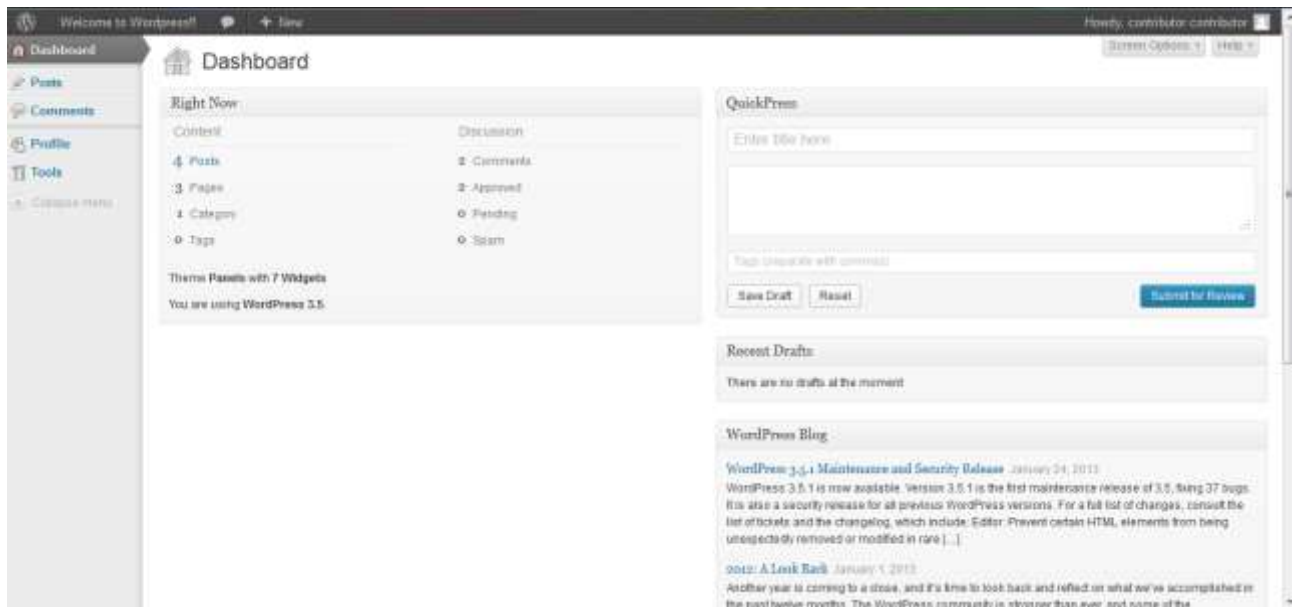 Welcome to Wordpress!!
+ New
Howdy, contributor contributor
Dashboard
Posts
Comments
Profile
Tools
Collapse menu
Dashboard
Screen Options
Help
Right Now
Content
Discussion
4 Posts
2 Comments
3 Pages
2 Approved
1 Category
0 Pending
0 Tags
0 Spam
Theme Panels with 7 Widgets
You are using WordPress 3.5.
QuickPress
Enter title here
Tags (separate with commas)
Save Draft
Reset
Submit for Review
Recent Drafts
There are no drafts at the moment
WordPress Blog
WordPress 3.5.1 Maintenance and Security Release January 24, 2013
WordPress 3.5.1 is now available. Version 3.5.1 is the first maintenance release of 3.5, fixing 37 bugs.
It is also a security release for all previous WordPress versions. For a full list of changes, consult the
list of tickets and the changelog, which include: Editor: Prevent certain HTML elements from being
unexpectedly removed or modified in rare [...]
2012: A Look Back January 1, 2013
Another year is coming to a close, and it's time to look back and reflect on what we've accomplished in
the past twelve months. The WordPress community is stronger than ever, and some of the